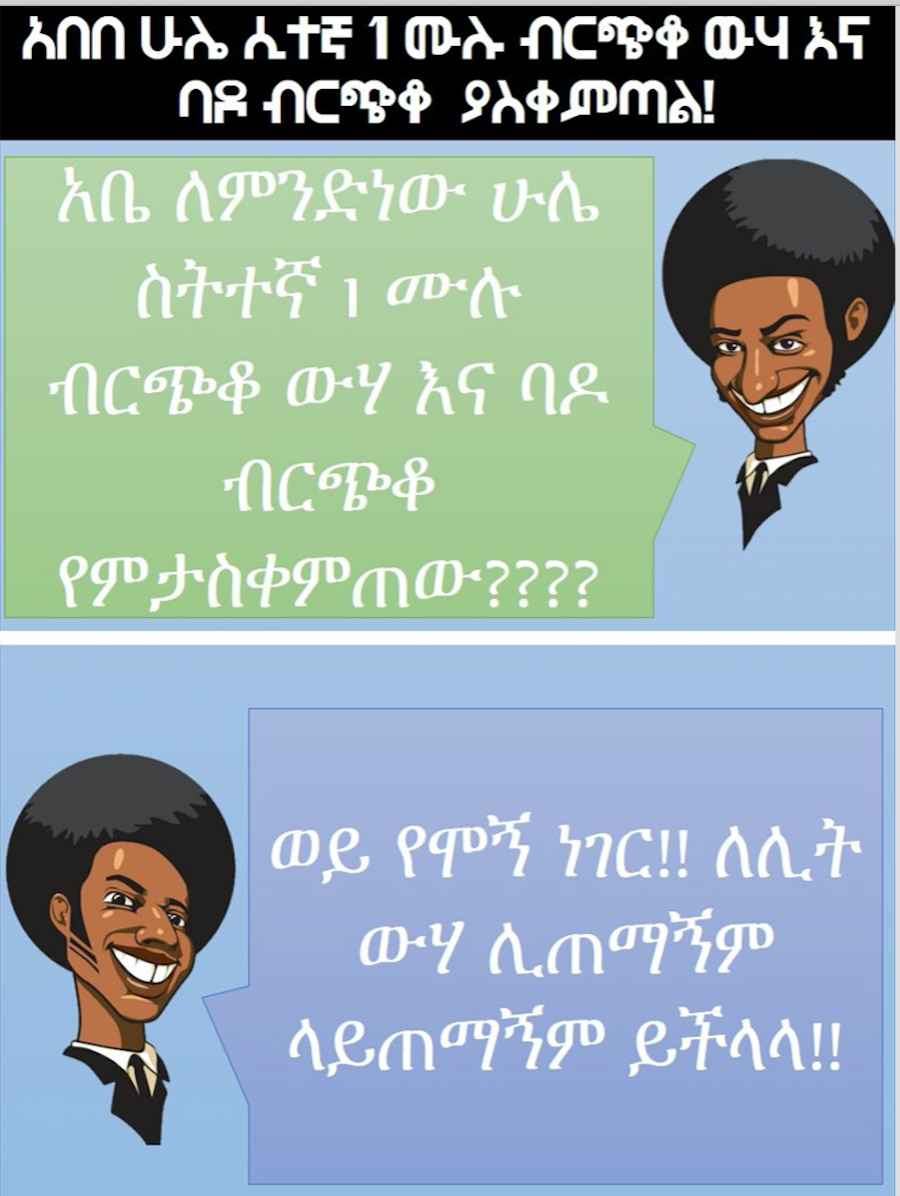 አበበ ሁሌ ሲተኛ 1 ሙሉ ብርጭቆ ውሃ እና
ባዶ ብርጭቆ ያስቀምጣል!
አቤ ለምንድነው ሁሌ
ስትተኛ 1 ሙሉ
ብርጭቆ ውሃ እና ባዶ
ብርጭቆ
የምታስቀምጠው????
ወይ የሞኝ ነገር!! ለሊት
ውሃ ሊጠማኝም
ላይጠማኝም ይችላላ!!